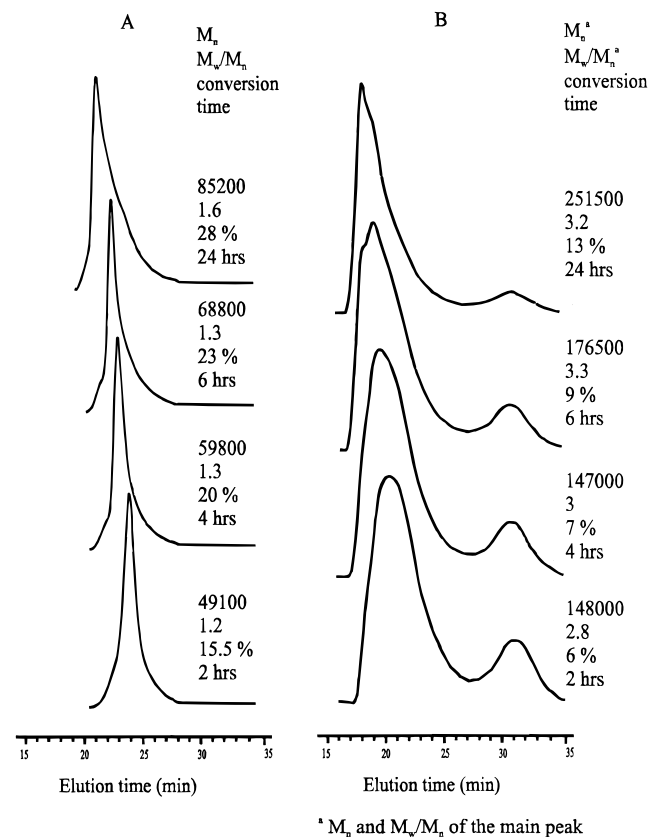 A
Mn
Mw/Mn
conversion
time
85200
1.6
28 %
24 hrs
68800
1.3
23 %
6 hrs
59800
1.3
20 %
4 hrs
49100
1.2
15.5 %
2 hrs
15 20 25 30 35
Elution time (min)
B
Mn a
Mw/Mn a
conversion
time
251500
3.2
13 %
24 hrs
176500
3.3
9 %
6 hrs
147000
3
7 %
4 hrs
148000
2.8
6 %
2 hrs
15 20 25 30 35
Elution time (min)
a Mn and Mw/Mn of the main peak